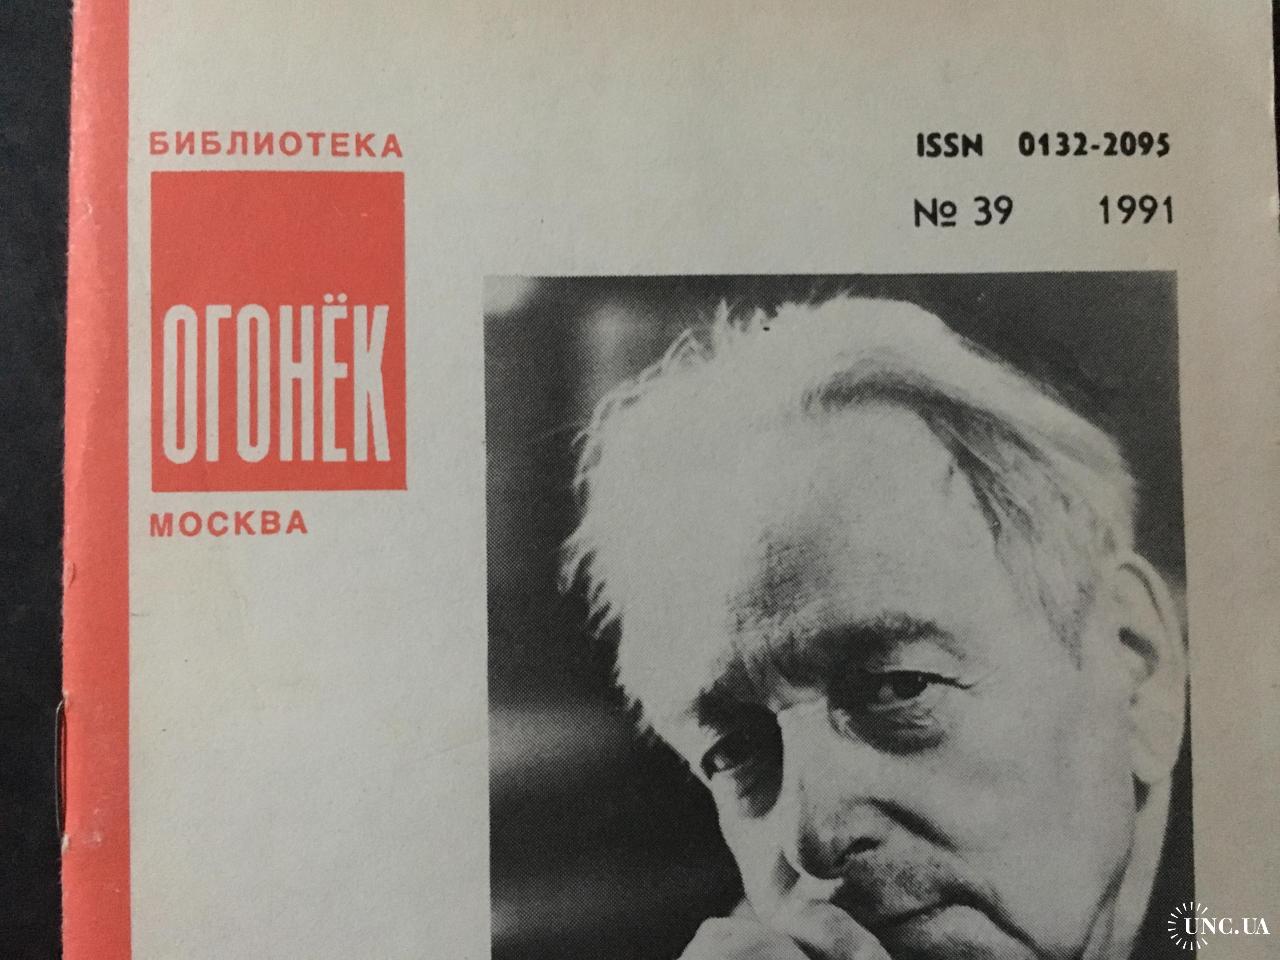 БИБЛИОТЕКА
ОГОНЁК
МОСКВА
ISSN 0132-2095
№ 39 1991
UNC.UA